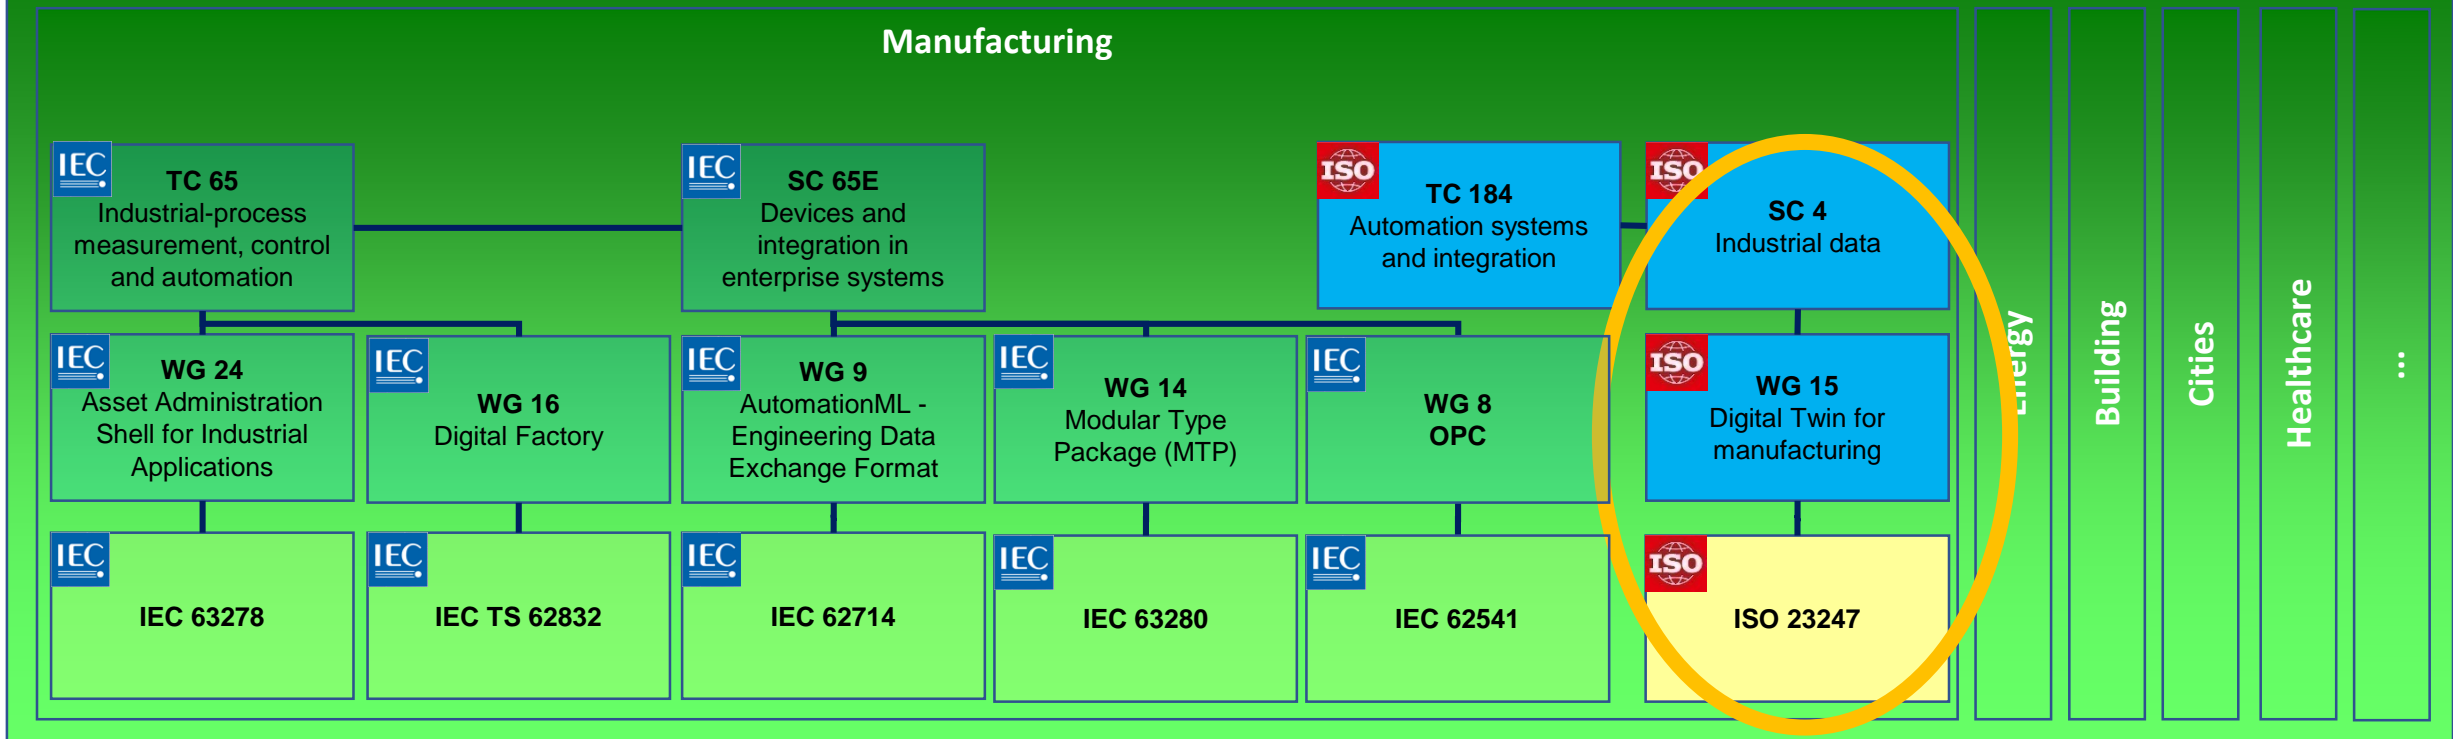 Manufacturing
IEC
TC 65
Industrial-process
measurement, control
and automation
IEC
SC 65E
Devices and
integration in
enterprise systems
ISO
TC 184
Automation systems
and integration
ISO
SC 4
Industrial data
IEC
WG 24
Asset Administration
Shell for Industrial
Applications
IEC
WG 16
Digital Factory
IEC
WG 9
AutomationML -
Engineering Data
Exchange Format
IEC
WG 14
Modular Type
Package (MTP)
IEC
WG 8
OPC
ISO
WG 15
Digital Twin for
manufacturing
IEC
IEC 63278
IEC
IEC TS 62832
IEC
IEC 62714
IEC
IEC 63280
IEC
IEC 62541
ISO
ISO 23247
Energy
Building
Cities
Healthcare
...